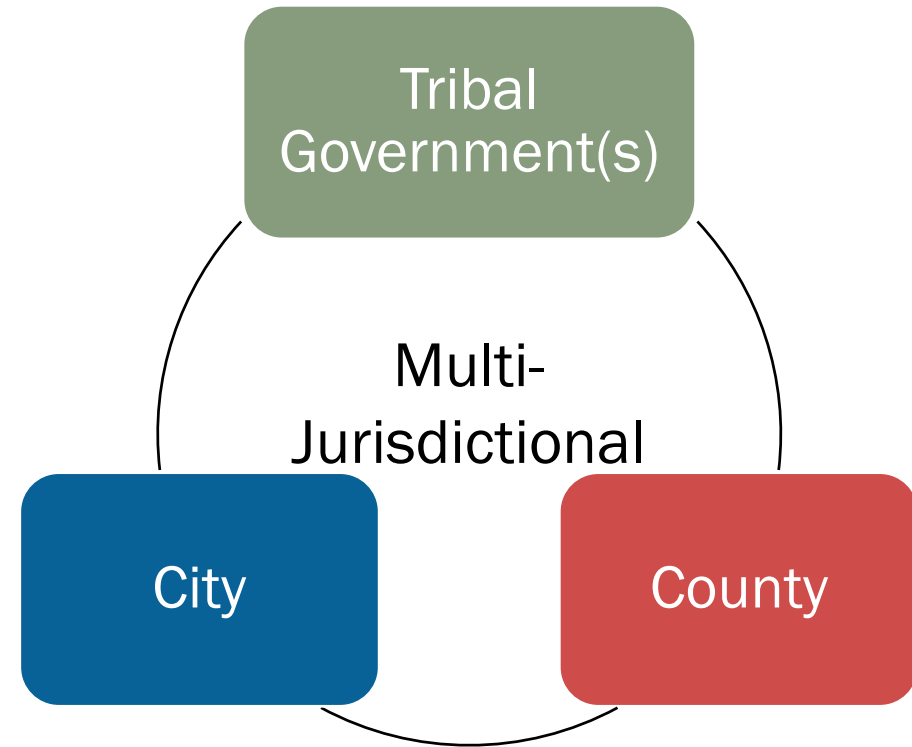 Tribal
Government(s)
Multi-
Jurisdictional
City
County